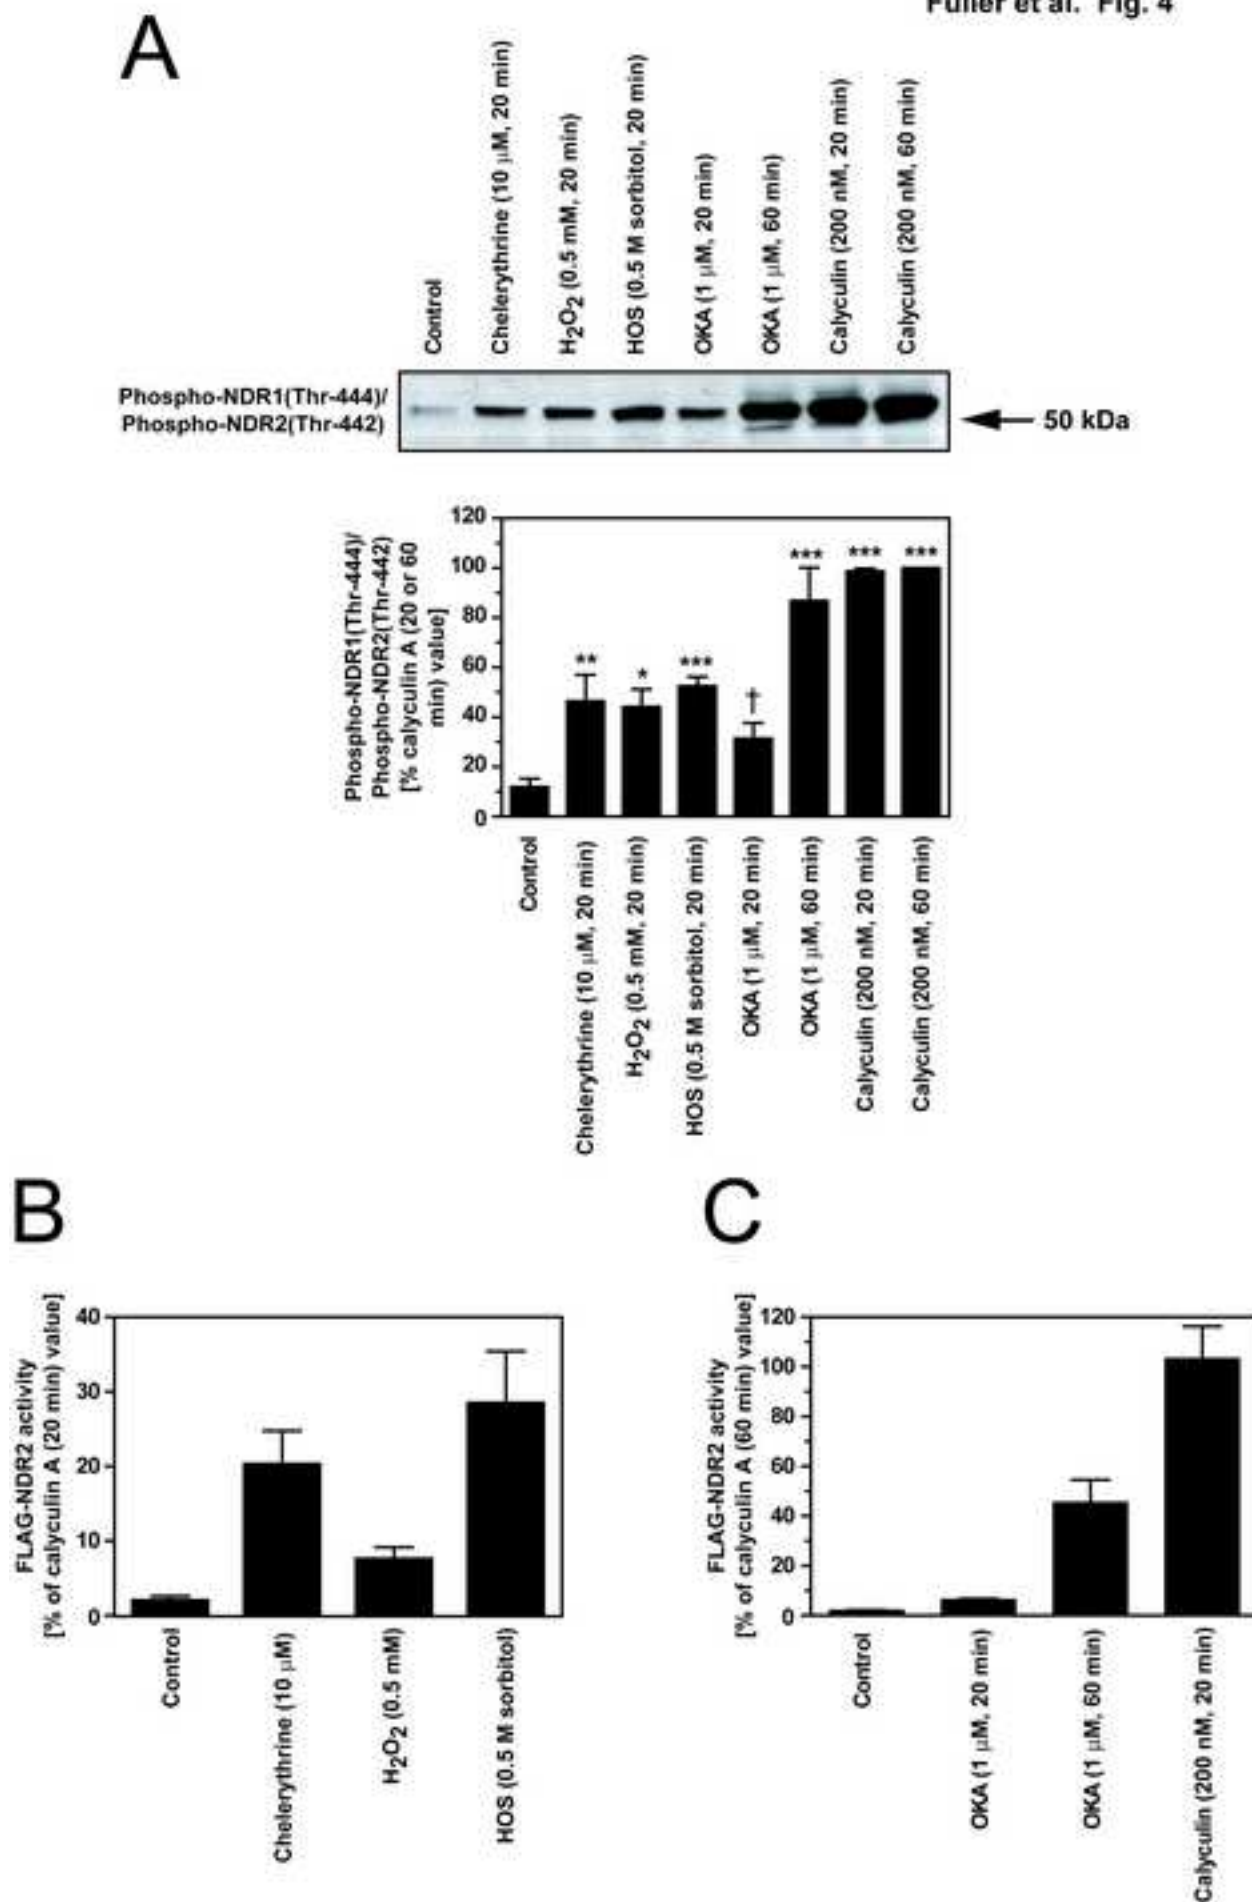 Fuller et al. Fig. 4
A
Control
Chelerythrine (10 μM, 20 min)
H2O2 (0.5 mM, 20 min)
HOS (0.5 M sorbitol, 20 min)
OKA (1 μM, 20 min)
OKA (1 μM, 60 min)
Calyculin (200 nM, 20 min)
Calyculin (200 nM, 60 min)
Phospho-NDR1(Thr-444)/
Phospho-NDR2(Thr-442)
50 kDa
Phospho-NDR1(Thr-444)/
Phospho-NDR2(Thr-442)
[% calyculin A (20 or 60
min) value]
120
100
80
60
40
20
0
**
*
***
†
***
***
***
Control
Chelerythrine (10 μM, 20 min)
H2O2 (0.5 mM, 20 min)
HOS (0.5 M sorbitol, 20 min)
OKA (1 μM, 20 min)
OKA (1 μM, 60 min)
Calyculin (200 nM, 20 min)
Calyculin (200 nM, 60 min)
B
FLAG-NDR2 activity
[% of calyculin A (20 min) value]
40
30
20
10
0
Control
Chelerythrine (10 μM)
H2O2 (0.5 mM)
HOS (0.5 M sorbitol)
C
FLAG-NDR2 activity
[% of calyculin A (60 min) value]
120
100
80
60
40
20
0
Control
OKA (1 μM, 20 min)
OKA (1 μM, 60 min)
Calyculin (200 nM, 20 min)